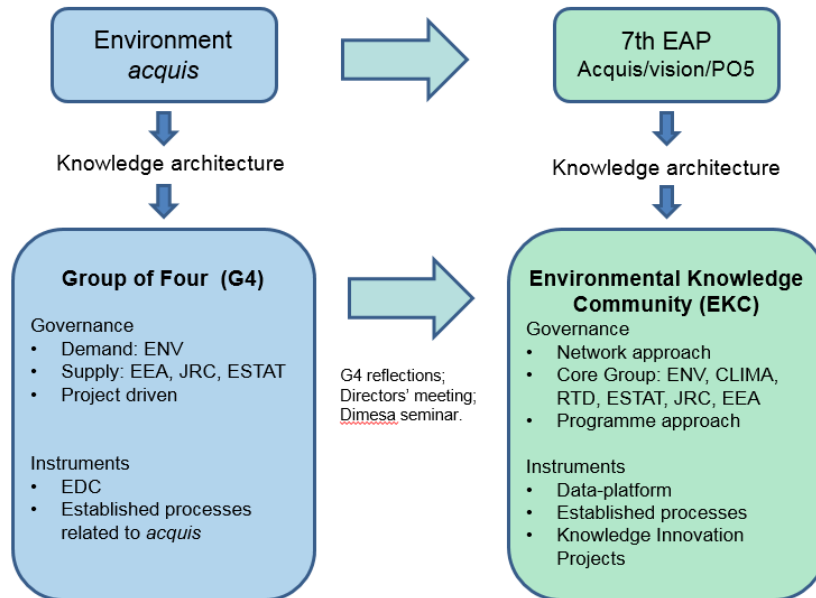 Environment
acquis
7th EAP
Acquis/vision/PO5
Knowledge architecture
Knowledge architecture
Group of Four (G4)
Governance
• Demand: ENV
• Supply: EEA, JRC, ESTAT
• Project driven
Instruments
• EDC
• Established processes
related to acquis
G4 reflections;
Directors’ meeting;
Dimesa seminar.
Environmental Knowledge
Community (EKC)
Governance
• Network approach
• Core Group: ENV, CLIMA,
RTD, ESTAT, JRC, EEA
• Programme approach
Instruments
• Data-platform
• Established processes
• Knowledge Innovation
Projects